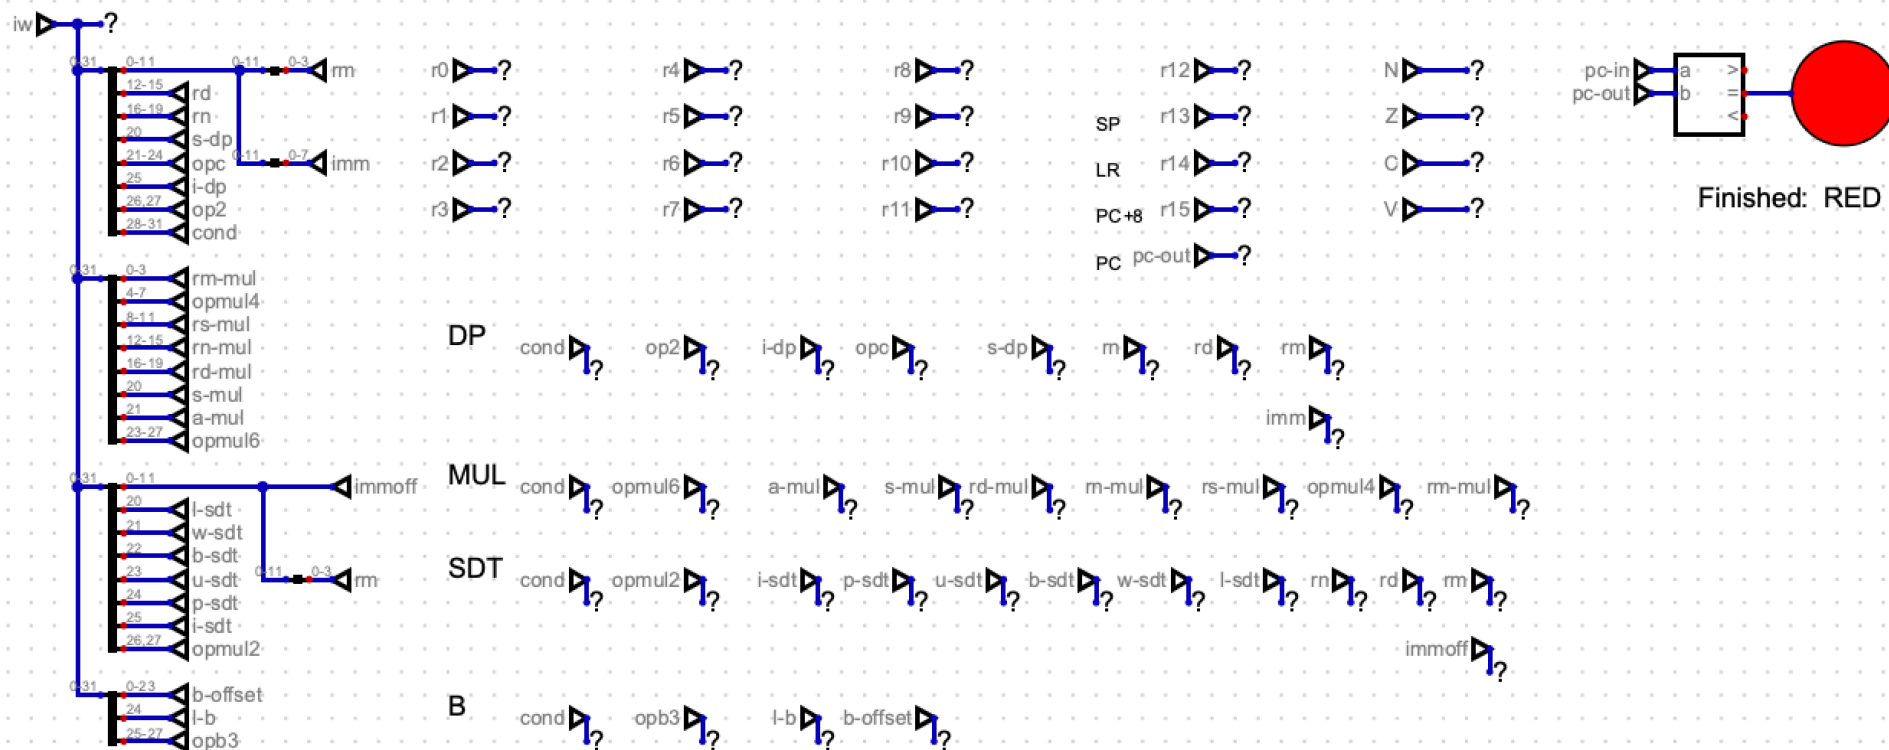 iw ?
0-31 0-11 0-11 0-3 rm r0 ? r4 ? r8 ? r12 ? N ? pc-in a >
12-15 rd pc-out b =
16-19 rn r1 ? r5 ? r9 ? SP r13 ? Z ? <
20 s-dp
21-24 opc 0-11 0-7 imm r2 ? r6 ? r10 ? LR r14 ? C ?
25 i-dp Finished: RED
26,27 op2 r3 ? r7 ? r11 ? PC+8 r15 ? V ?
28-31 cond
PC pc-out ?
0-31 0-3 rm-mul
4-7 opmul4
8-11 rs-mul
12-15 rn-mul
16-19 rd-mul
20 s-mul
21 a-mul
23-27 opmul6
DP cond ? op2 ? i-dp ? opc ? s-dp ? rn ? rd ? rm ?
imm ?
0-31 0-11 immoff
20 l-sdt
21 w-sdt
22 b-sdt
23 u-sdt 0-11 0-3 rm
24 p-sdt
25 i-sdt
26,27 opmul2
MUL cond ? opmul6 ? a-mul ? s-mul ? rd-mul ? rn-mul ? rs-mul ? opmul4 ? rm-mul ?
SDT cond ? opmul2 ? i-sdt ? p-sdt ? u-sdt ? b-sdt ? w-sdt ? l-sdt ? rn ? rd ? rm ?
immoff ?
0-31 0-23 b-offset
24 l-b
25-27 opb3
B cond ? opb3 ? l-b ? b-offset ?